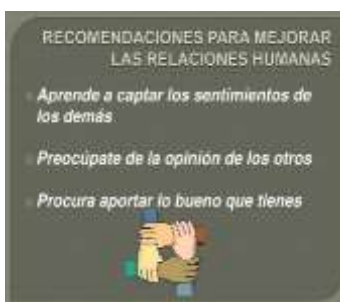 RECOMENDACIONES PARA MEJORAR
LAS RELACIONES HUMANAS
Aprende a captar los sentimientos de
los demás
Preocúpate de la opinión de los otros
Procura aportar lo bueno que tienes